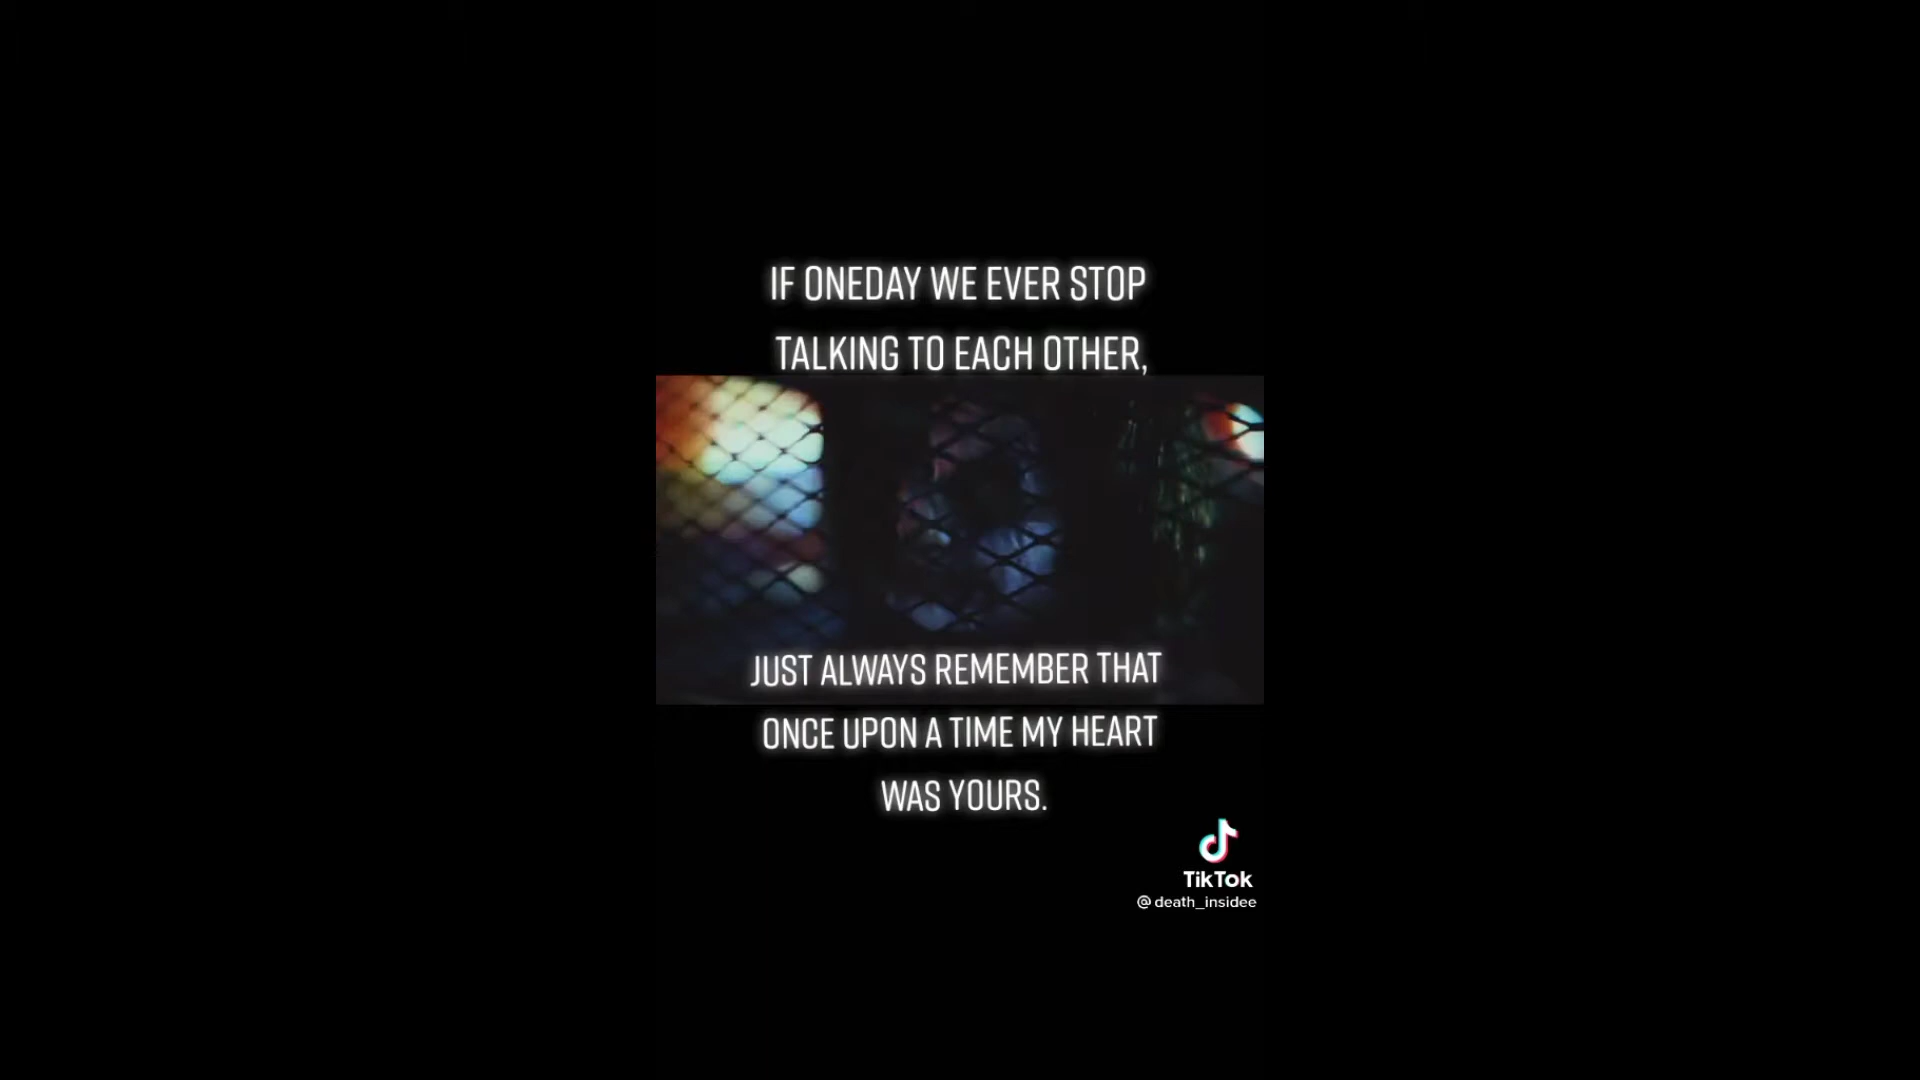 IF ONEDAY WE EVER STOP
TALKING TO EACH OTHER,
JUST ALWAYS REMEMBER THAT
ONCE UPON A TIME MY HEART
WAS YOURS.
TikTok
@death_insidee